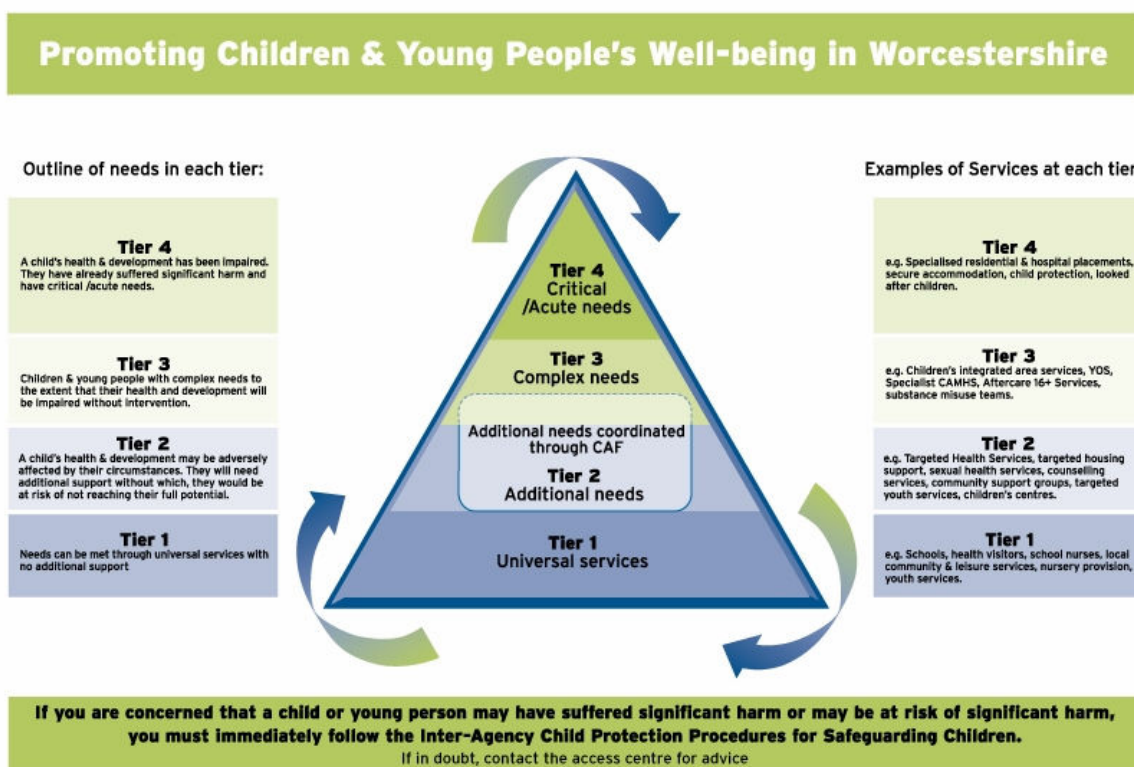 Promoting Children & Young People's Well-being in Worcestershire
Outline of needs in each tier:
Tier 4
A child's health & development has been impaired.
They have already suffered significant harm and
have critical /acute needs.
Tier 3
Children & young people with complex needs to
the extent that their health and development will
be impaired without intervention.
Tier 2
A child's health & development may be adversely
affected by their circumstances. They will need
additional support without which, they would be
at risk of not reaching their full potential.
Tier 1
Needs can be met through universal services with
no additional support
Tier 4
Critical
/Acute needs
Tier 3
Complex needs
Additional needs coordinated
through CAF
Tier 2
Additional needs
Tier 1
Universal services
Examples of Services at each tier
Tier 4
e.g. Specialised residential & hospital placements,
secure accommodation, child protection, looked
after children.
Tier 3
e.g. Children's integrated area services, YOS,
Specialist CAMHS, Aftercare 16+ Services,
substance misuse teams.
Tier 2
e.g. Targeted Health Services, targeted housing
support, sexual health services, counselling
services, community support groups, targeted
youth services, children's centres.
Tier 1
e.g. Schools, health visitors, school nurses, local
community & leisure services, nursery provision,
youth services.
If you are concerned that a child or young person may have suffered significant harm or may be at risk of significant harm,
you must immediately follow the Inter-Agency Child Protection Procedures for Safeguarding Children.
If in doubt, contact the access centre for advice